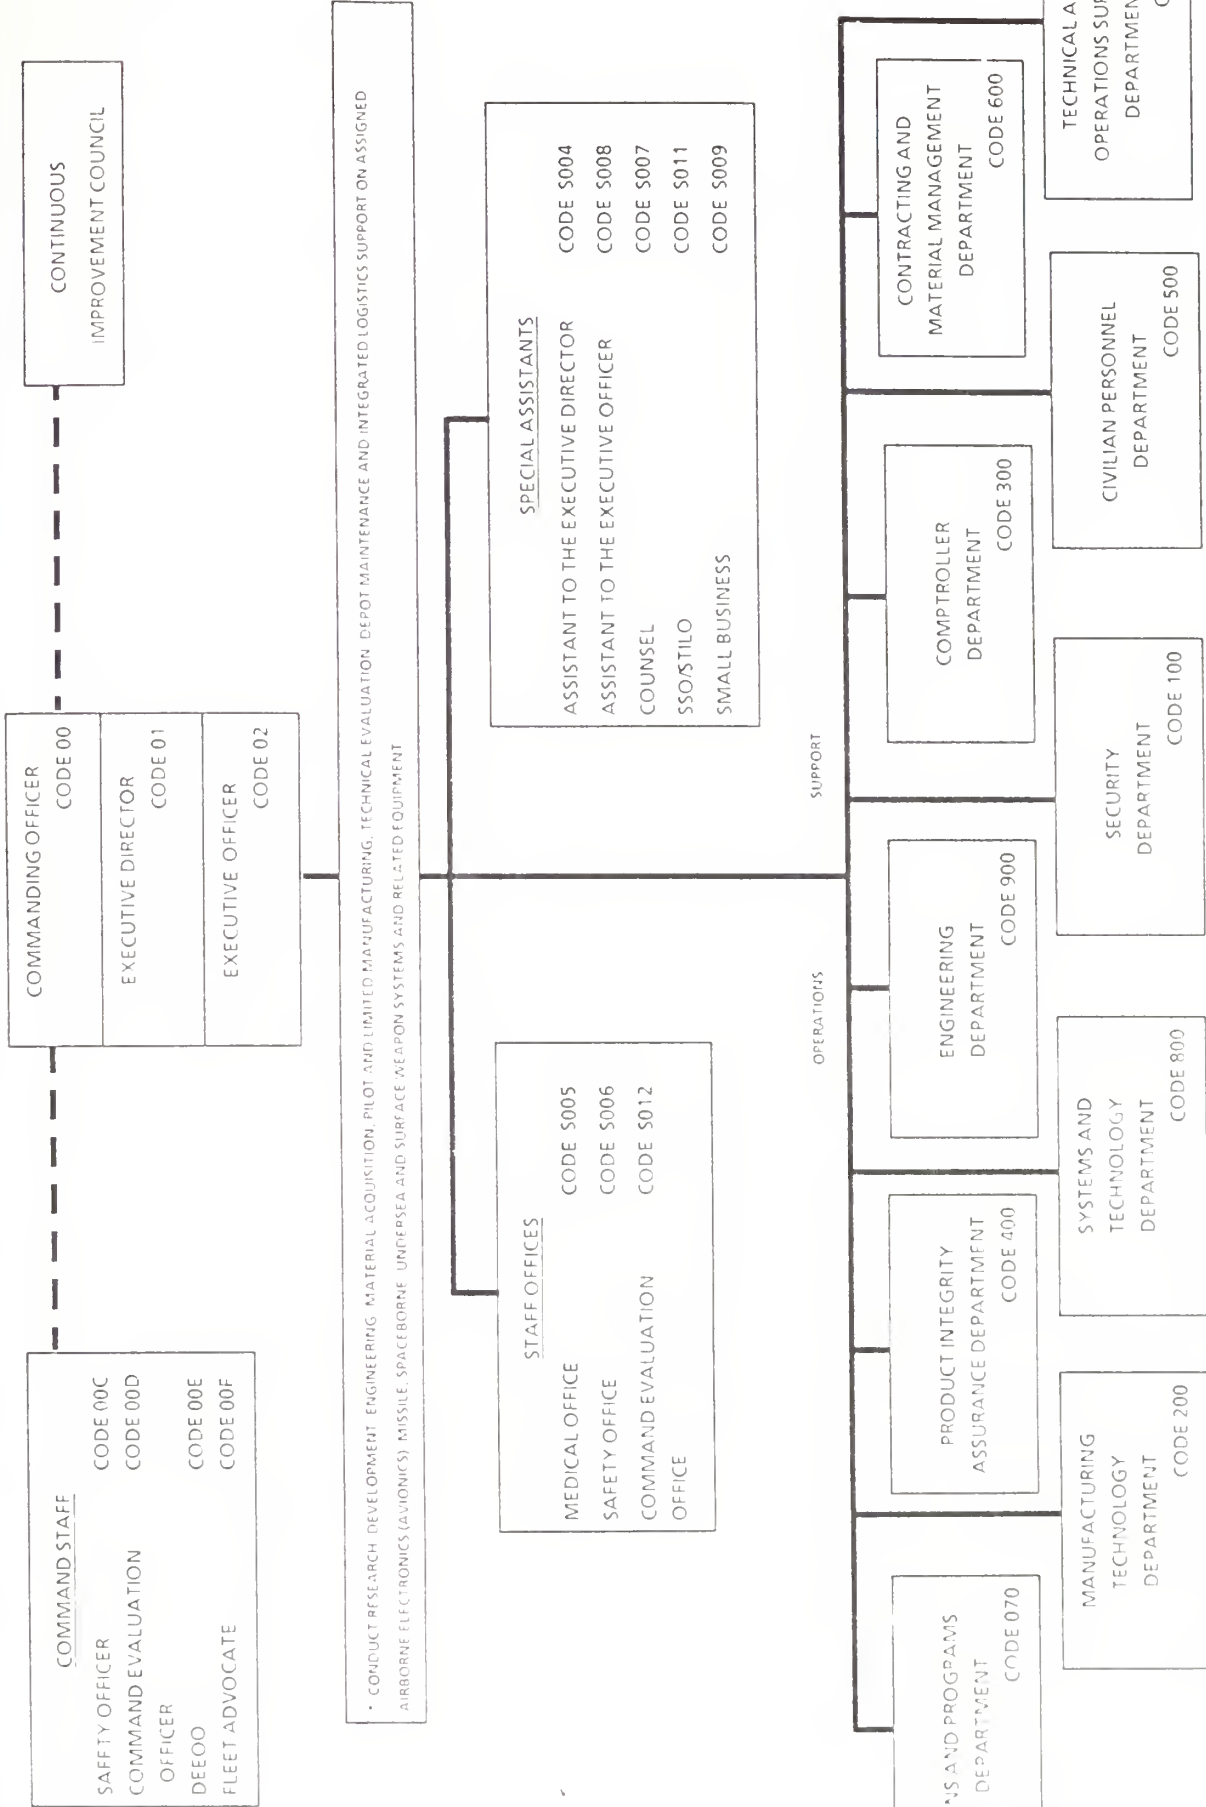 COMMAND STAFF
SAFETY OFFICER CODE 00C
COMMAND EVALUATION CODE 00D
OFFICER
DEEOO CODE 00E
FLEET ADVOCATE CODE 00F
COMMANDING OFFICER
CODE 00
EXECUTIVE DIRECTOR
CODE 01
EXECUTIVE OFFICER
CODE 02
CONTINUOUS
IMPROVEMENT COUNCIL
* CONDUCT RESEARCH DEVELOPMENT ENGINEERING MATERIAL ACQUISITION, PILOT AND LIMITED MANUFACTURING, TECHNICAL EVALUATION DEPOT MAINTENANCE AND INTEGRATED LOGISTICS SUPPORT ON ASSIGNED
AIRBORNE ELECTRONICS (AVIONICS) MISSILE, SPACEBORNE UNDERSEA AND SURFACE WEAPON SYSTEMS AND RELATED EQUIPMENT
STAFF OFFICES
MEDICAL OFFICE CODE S005
SAFETY OFFICE CODE S006
COMMAND EVALUATION CODE S012
OFFICE
SPECIAL ASSISTANTS
ASSISTANT TO THE EXECUTIVE DIRECTOR CODE S004
ASSISTANT TO THE EXECUTIVE OFFICER CODE S008
COUNSEL CODE S007
SSO/STILO CODE S011
SMALL BUSINESS CODE S009
OPERATIONS
SUPPORT
NS AND PROGRAMS
DEPARTMENT
CODE 070
PRODUCT INTEGRITY
ASSURANCE DEPARTMENT
CODE 400
ENGINEERING
DEPARTMENT
CODE 900
COMPTROLLER
DEPARTMENT
CODE 300
CONTRACTING AND
MATERIAL MANAGEMENT
DEPARTMENT
CODE 600
MANUFACTURING
TECHNOLOGY
DEPARTMENT
CODE 200
SYSTEMS AND
TECHNOLOGY
DEPARTMENT
CODE 800
SECURITY
DEPARTMENT
CODE 100
CIVILIAN PERSONNEL
DEPARTMENT
CODE 500
TECHNICAL A
OPERATIONS SUP
DEPARTMEN